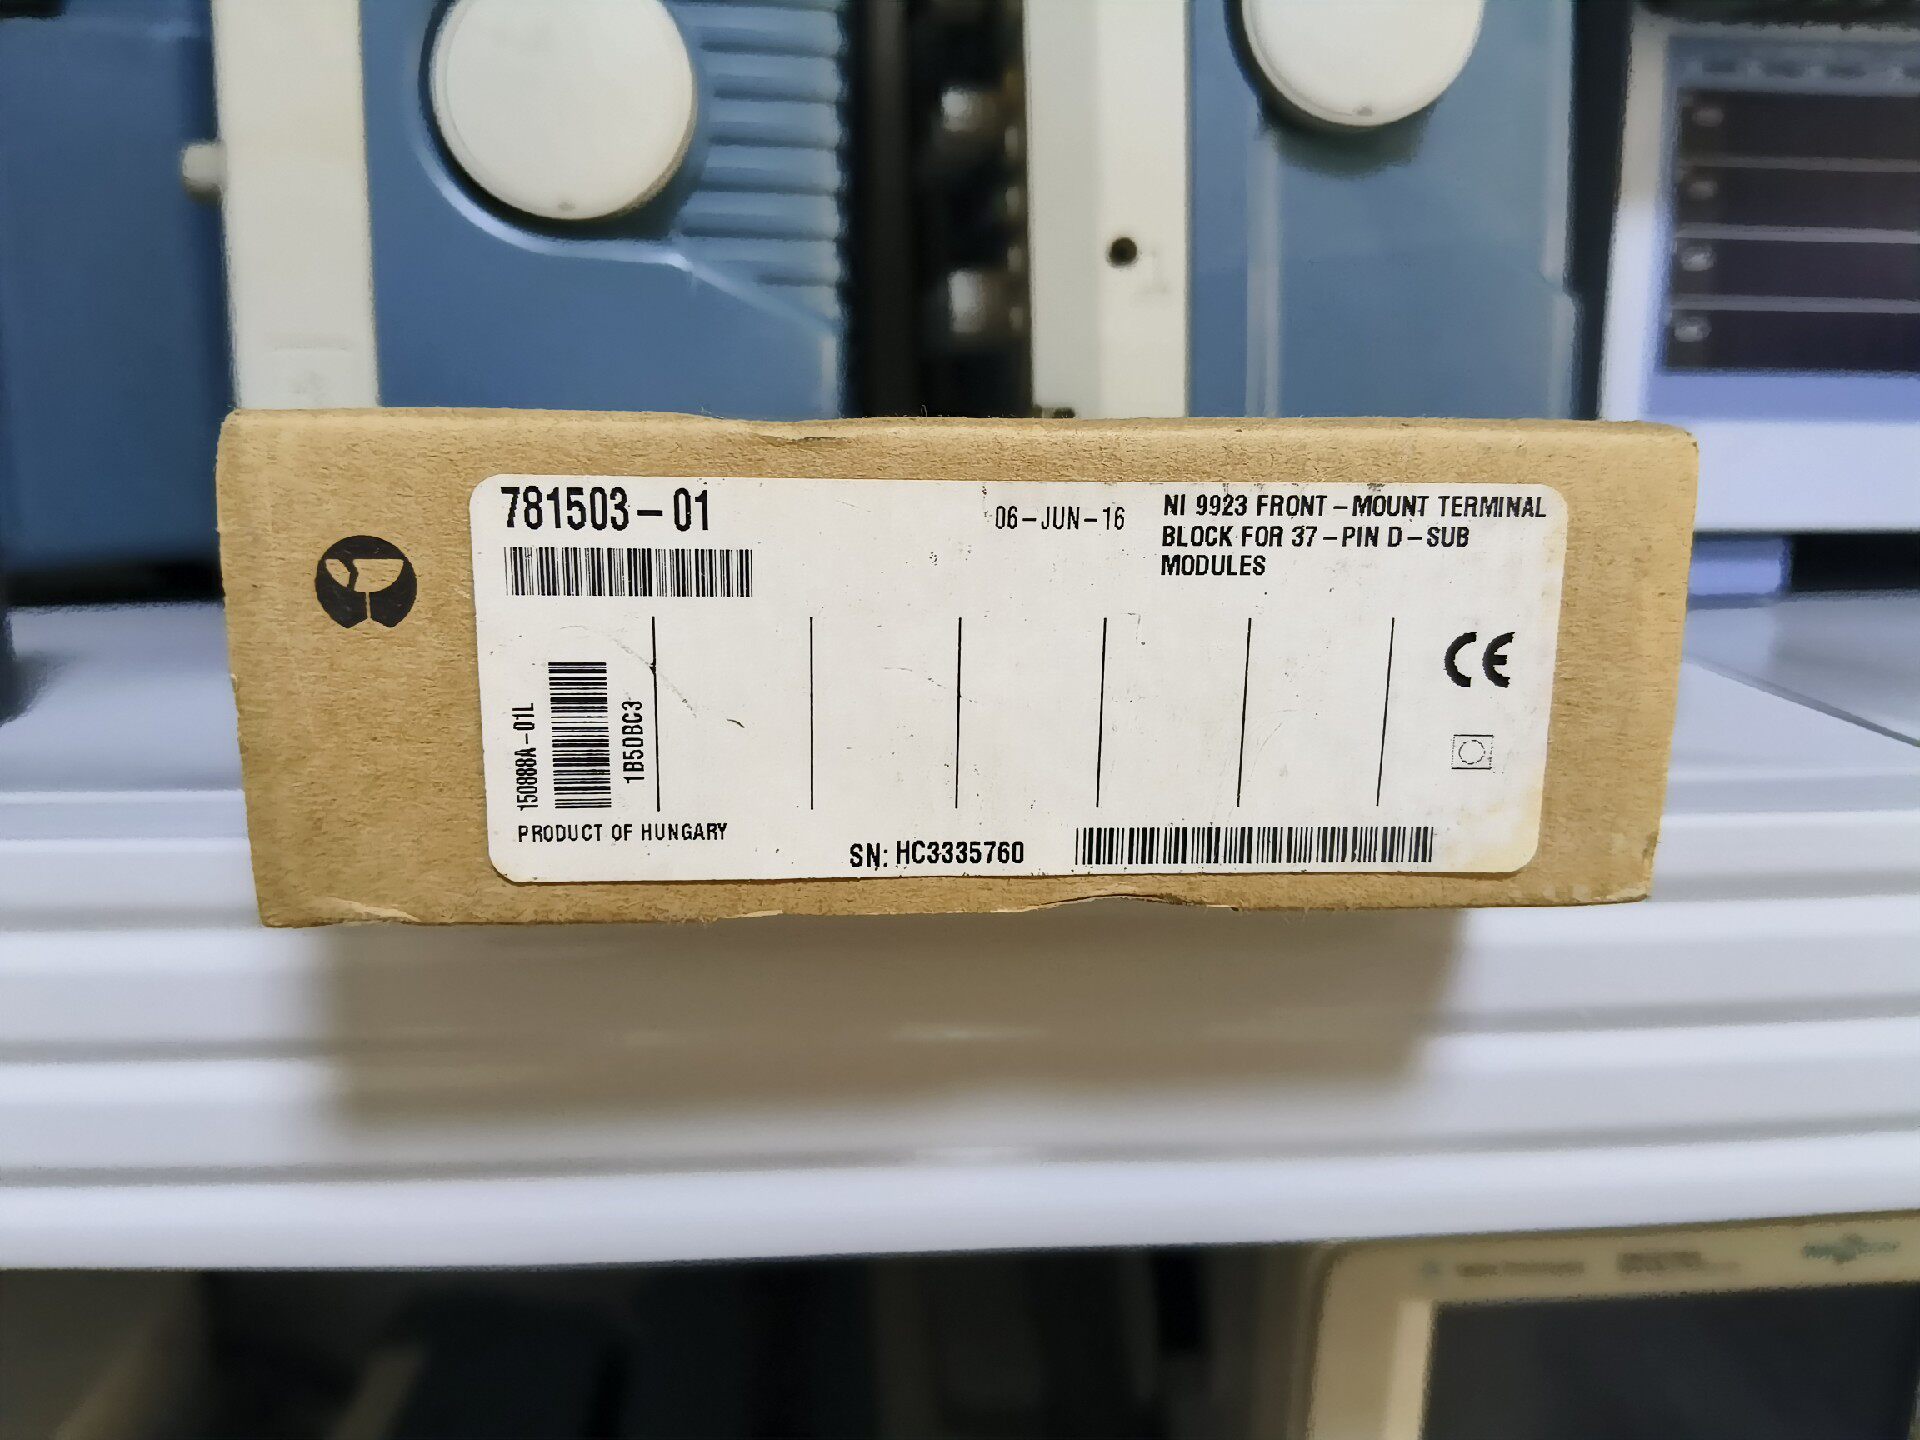 781503-01
06-JUN-16
NI 9923 FRONT-MOUNT TERMINAL
BLOCK FOR 37-PIN D-SUB
MODULES
150888A-01L
1B50BC3
CE
PRODUCT OF HUNGARY
SN: HC3335760